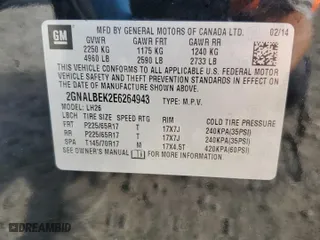 GM
MFD BY GENERAL MOTORS OF CANADA LTD. 02/14
GVWR GAWR FRT GAWR RR
2250 KG 1175 KG 1240 KG
4960 LB 2590 LB 2733 LB
THIS VEHICLE CONFORMS TO ALL APPLICABLE U.S. FEDERAL
MOTOR VEHICLE SAFETY, BUMPER, AND THEFT PREVENTION
STANDARDS IN EFFECT ON THE DATE OF MANUFACTURE SHOWN ABOVE.
2GNALBEK2E6264943 TYPE: M.P.V.
MODEL: LH26
LBCH TIRE SIZE SPEED RTG RIM COLD TIRE PRESSURE
FRT P225/65R17 T 17X7J 240KPA(35PSI)
RR P225/65R17 T 17X7J 240KPA(35PSI)
SPA T145/70R17 M 17X4.5T 420KPA(60PSI)
SEE OWNER'S MANUAL FOR MORE INFORMATION